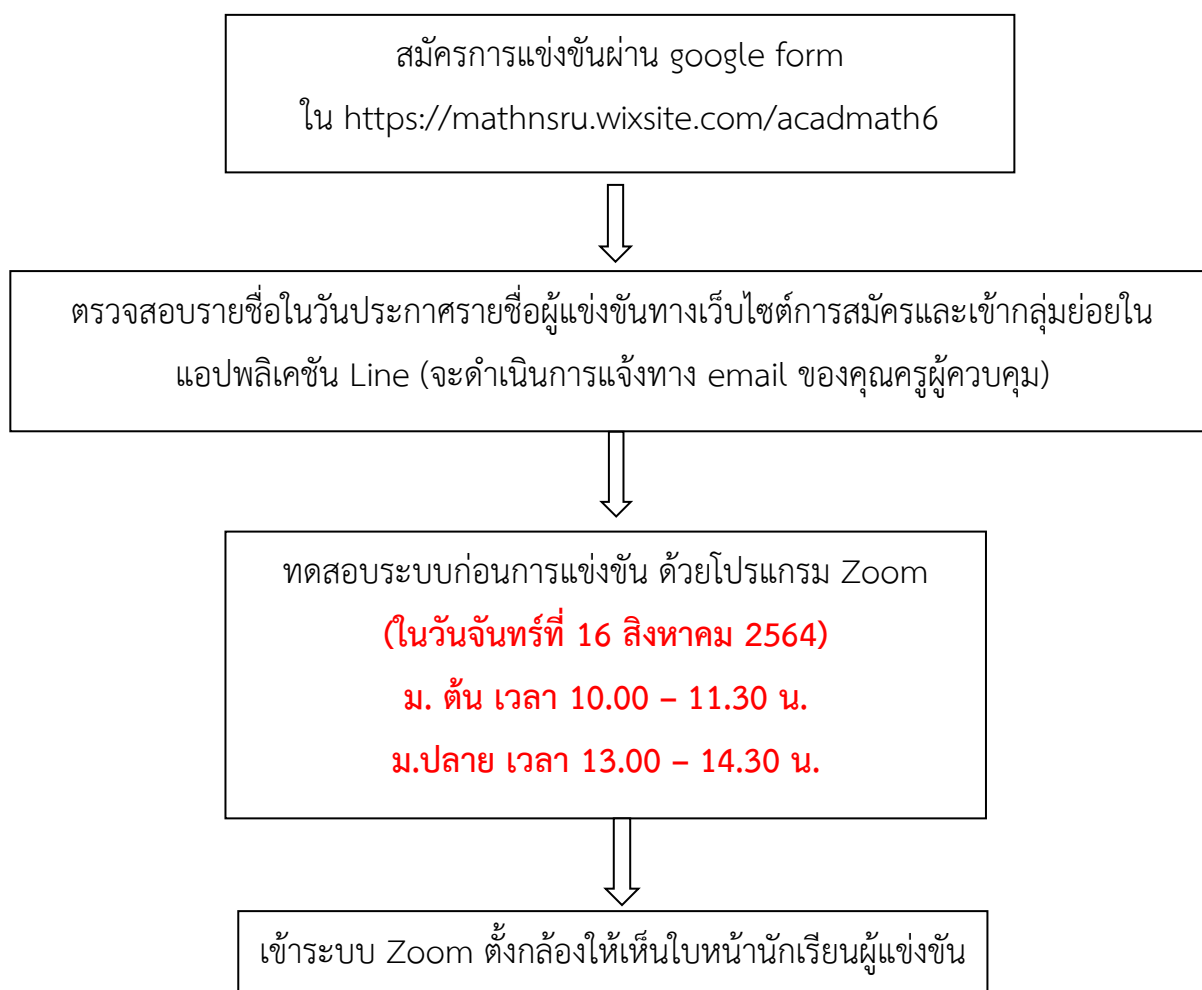 สมัครการแข่งขันผ่าน google form
ใน https://mathnsru.wixsite.com/acadmath6
ตรวจสอบรายชื่อในวันประกาศรายชื่อผู้แข่งขันทางเว็บไซต์การสมัครและเข้ากลุ่มย่อยใน
แอปพลิเคชัน Line (จะดำเนินการแจ้งทาง email ของคุณครูผู้ควบคุม)
ทดสอบระบบก่อนการแข่งขัน ด้วยโปรแกรม Zoom
(ในวันจันทร์ที่ 16 สิงหาคม 2564)
ม. ต้น เวลา 10.00 – 11.30 น.
ม.ปลาย เวลา 13.00 – 14.30 น.
เข้าระบบ Zoom ตั้งกล้องให้เห็นใบหน้านักเรียนผู้แข่งขัน